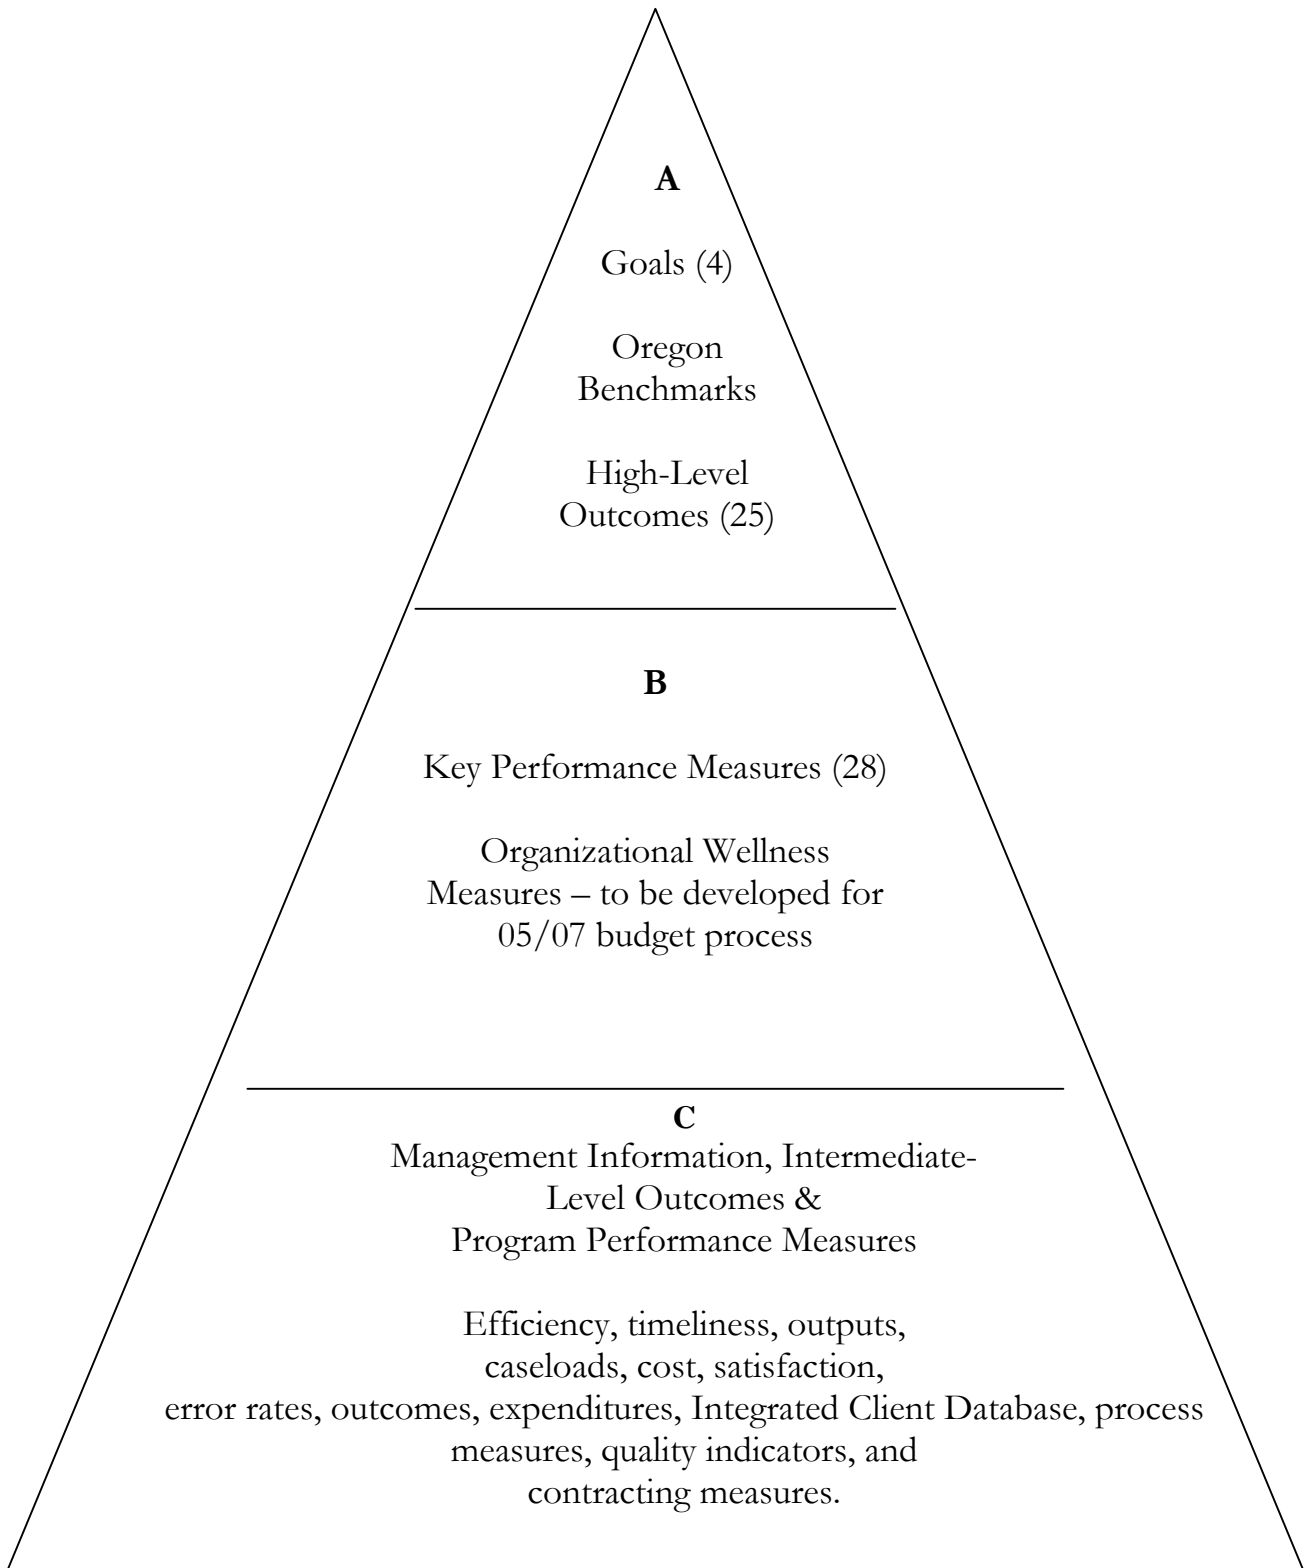 A
Goals (4)
Oregon
Benchmarks
High-Level
Outcomes (25)
B
Key Performance Measures (28)
Organizational Wellness
Measures – to be developed for
05/07 budget process
C
Management Information, Intermediate-
Level Outcomes &
Program Performance Measures
Efficiency, timeliness, outputs,
caseloads, cost, satisfaction,
error rates, outcomes, expenditures, Integrated Client Database, process
measures, quality indicators, and
contracting measures.